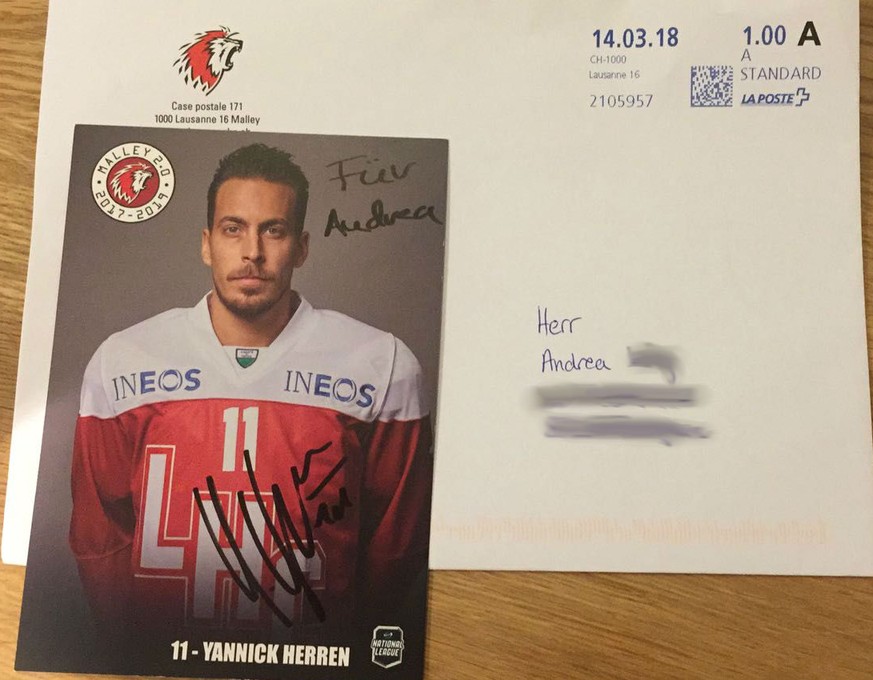 Case postale 171
1000 Lausanne 16 Malley
14.03.18
CH-1000
Lausanne 16
2105957
1.00 A
A
STANDARD
LA POSTE
MALLEY 2.0
2017-2019
Für
Andrea
INEOS INEOS
11
LHC
11 - YANNICK HERREN
NATIONAL
LEAGUE
Herr
Andrea